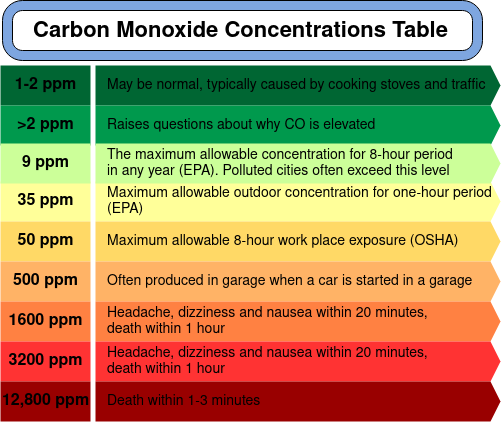 Carbon Monoxide Concentrations Table
1-2 ppm
May be normal, typically caused by cooking stoves and traffic
>2 ppm
Raises questions about why CO is elevated
9 ppm
The maximum allowable concentration for 8-hour period
in any year (EPA). Polluted cities often exceed this level
35 ppm
Maximum allowable outdoor concentration for one-hour period
(EPA)
50 ppm
Maximum allowable 8-hour work place exposure (OSHA)
500 ppm
Often produced in garage when a car is started in a garage
1600 ppm
Headache, dizziness and nausea within 20 minutes,
death within 1 hour
3200 ppm
Headache, dizziness and nausea within 20 minutes,
death within 1 hour
12,800 ppm
Death within 1-3 minutes